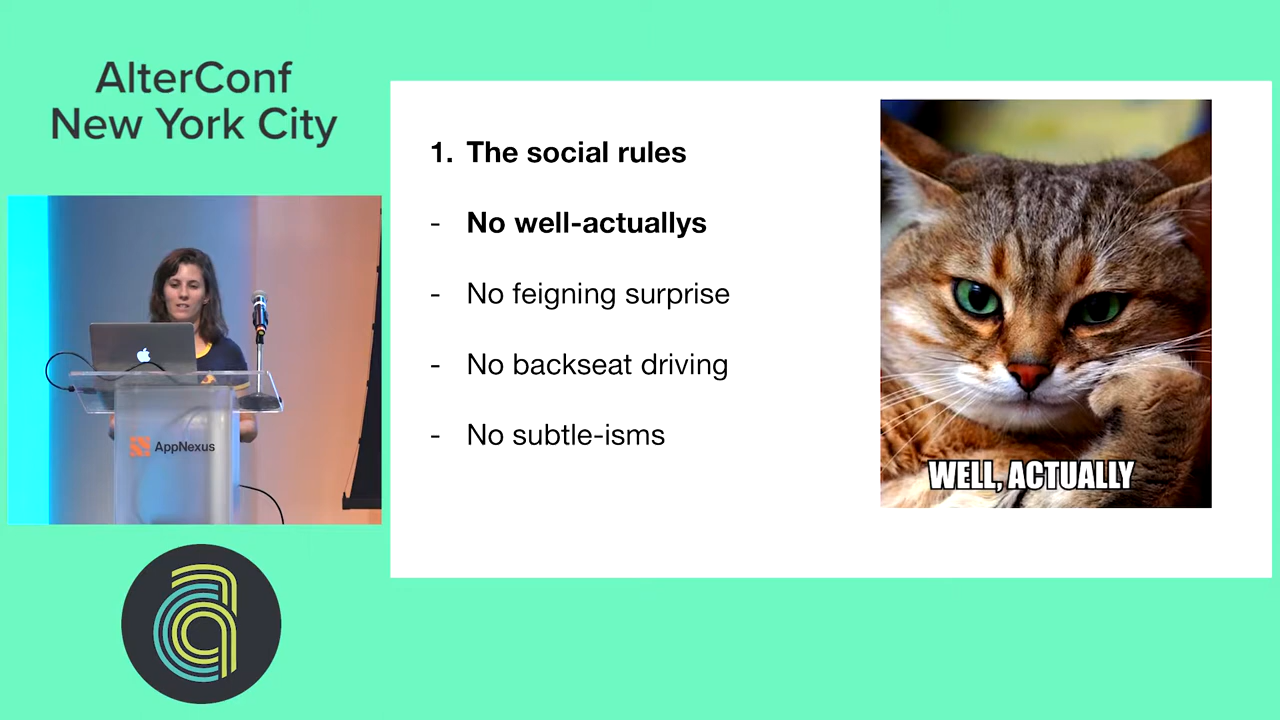 AlterConf
New York City
1. The social rules
- No well-actuallys
- No feigning surprise
- No backseat driving
- No subtle-isms
WELL, ACTUALLY
AppNexus